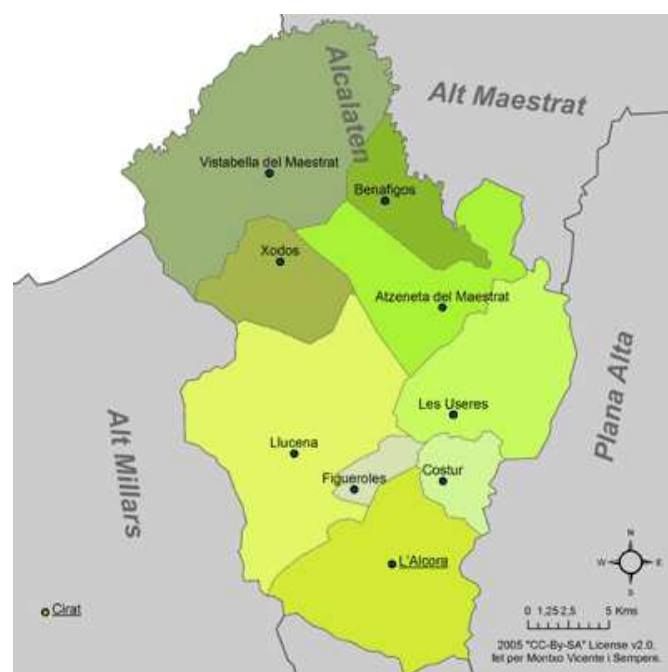 Alcalaten
Alt Maestrat
Vistabella del Maestrat
Benafigos
Xodos
Atzeneta del Maestrat
Plana Alta
Alt Millars
Les Useres
Llucena
Figueroles
Costur
L'Alcora
Cirat
N
W E
S
0 1,25 2,5 5 Kms
2005 "CC-By-SA" License v2.0.
fet per Montxo Vicente i Sempere.